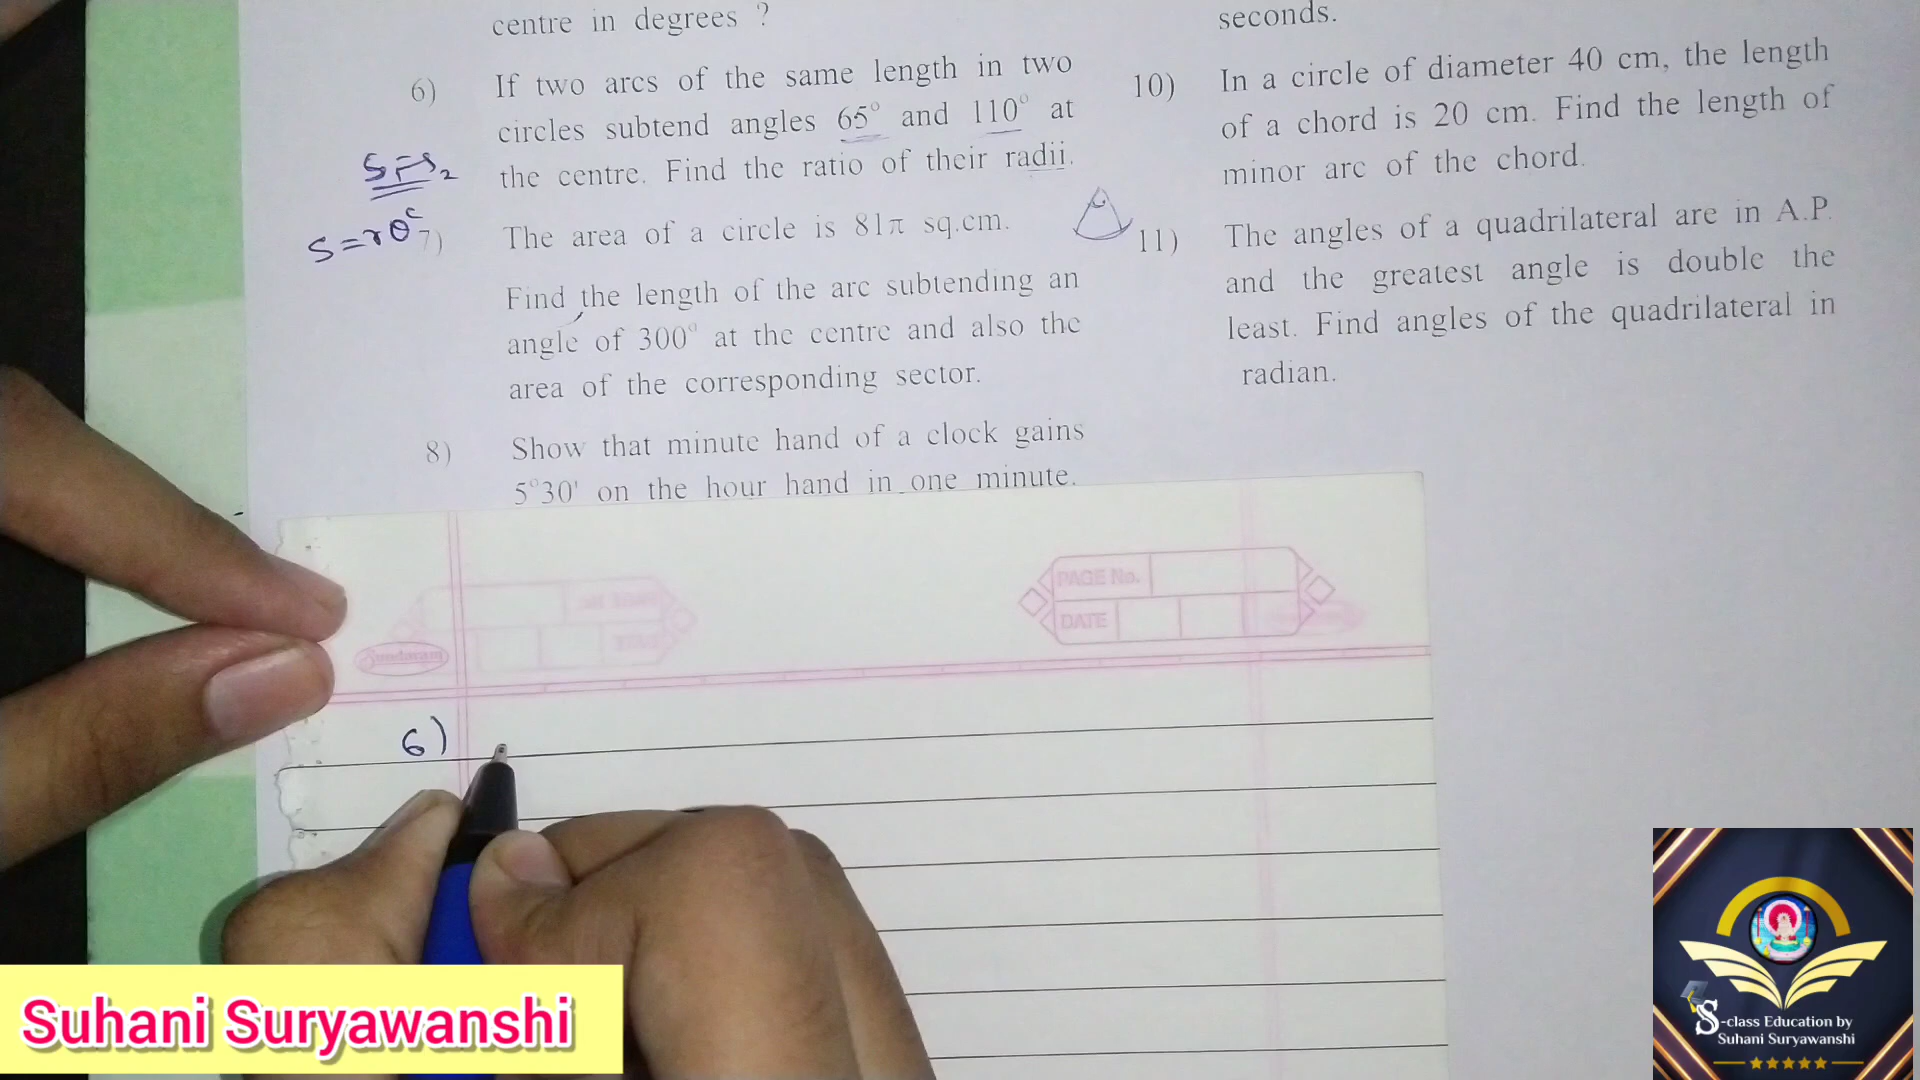 centre in degrees ?
6) If two arcs of the same length in two
circles subtend angles 65° and 110° at
the centre. Find the ratio of their radii.
S₁=S₂
S=rθᶜ
7) The area of a circle is 81π sq.cm.
Find the length of the arc subtending an
angle of 300° at the centre and also the
area of the corresponding sector.
8) Show that minute hand of a clock gains
5°30' on the hour hand in one minute.
seconds.
10) In a circle of diameter 40 cm, the length
of a chord is 20 cm. Find the length of
minor arc of the chord.
11) The angles of a quadrilateral are in A.P.
and the greatest angle is double the
least. Find angles of the quadrilateral in
radian.
PAGE No.
DATE
Sundaram
6)
Suhani Suryawanshi
S-class Education by
Suhani Suryawanshi